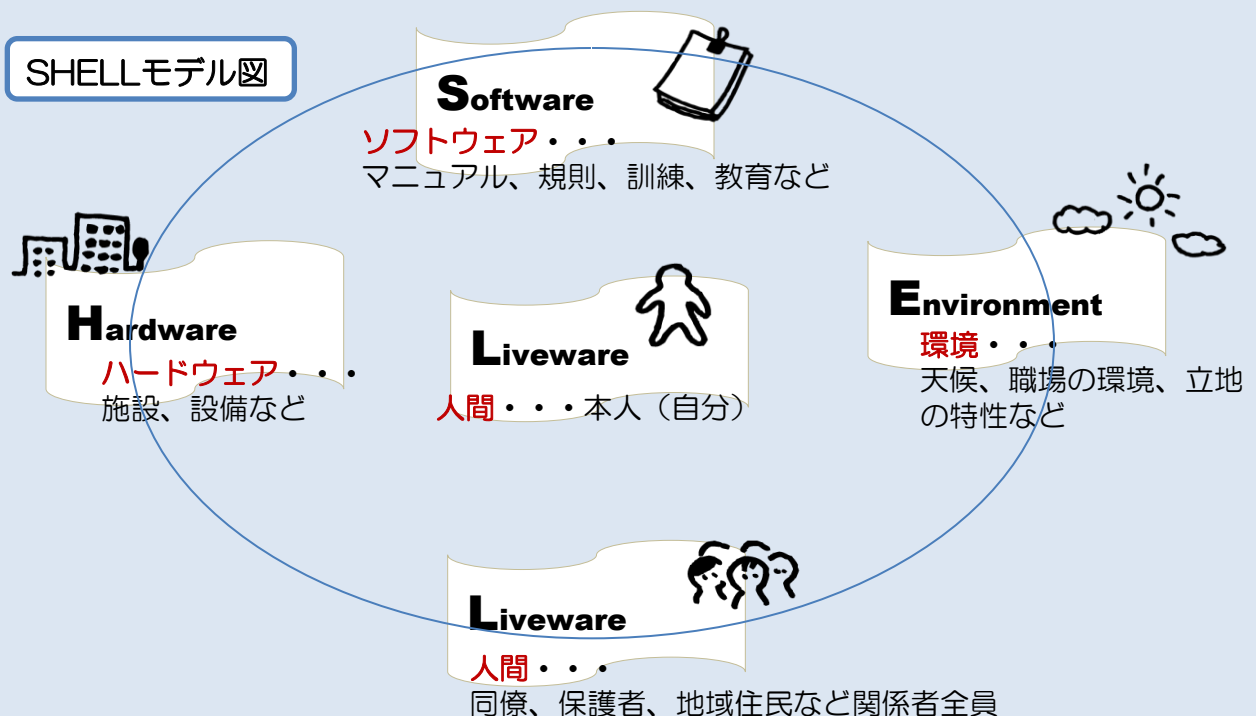 SHELLモデル図
Software
ソフトウェア・・・
マニュアル、規則、訓練、教育など
Hardware
ハードウェア・・・
施設、設備など
Liveware
人間・・・本人（自分）
Environment
環境・・・
天候、職場の環境、立地
の特性など
Liveware
人間・・・
同僚、保護者、地域住民など関係者全員